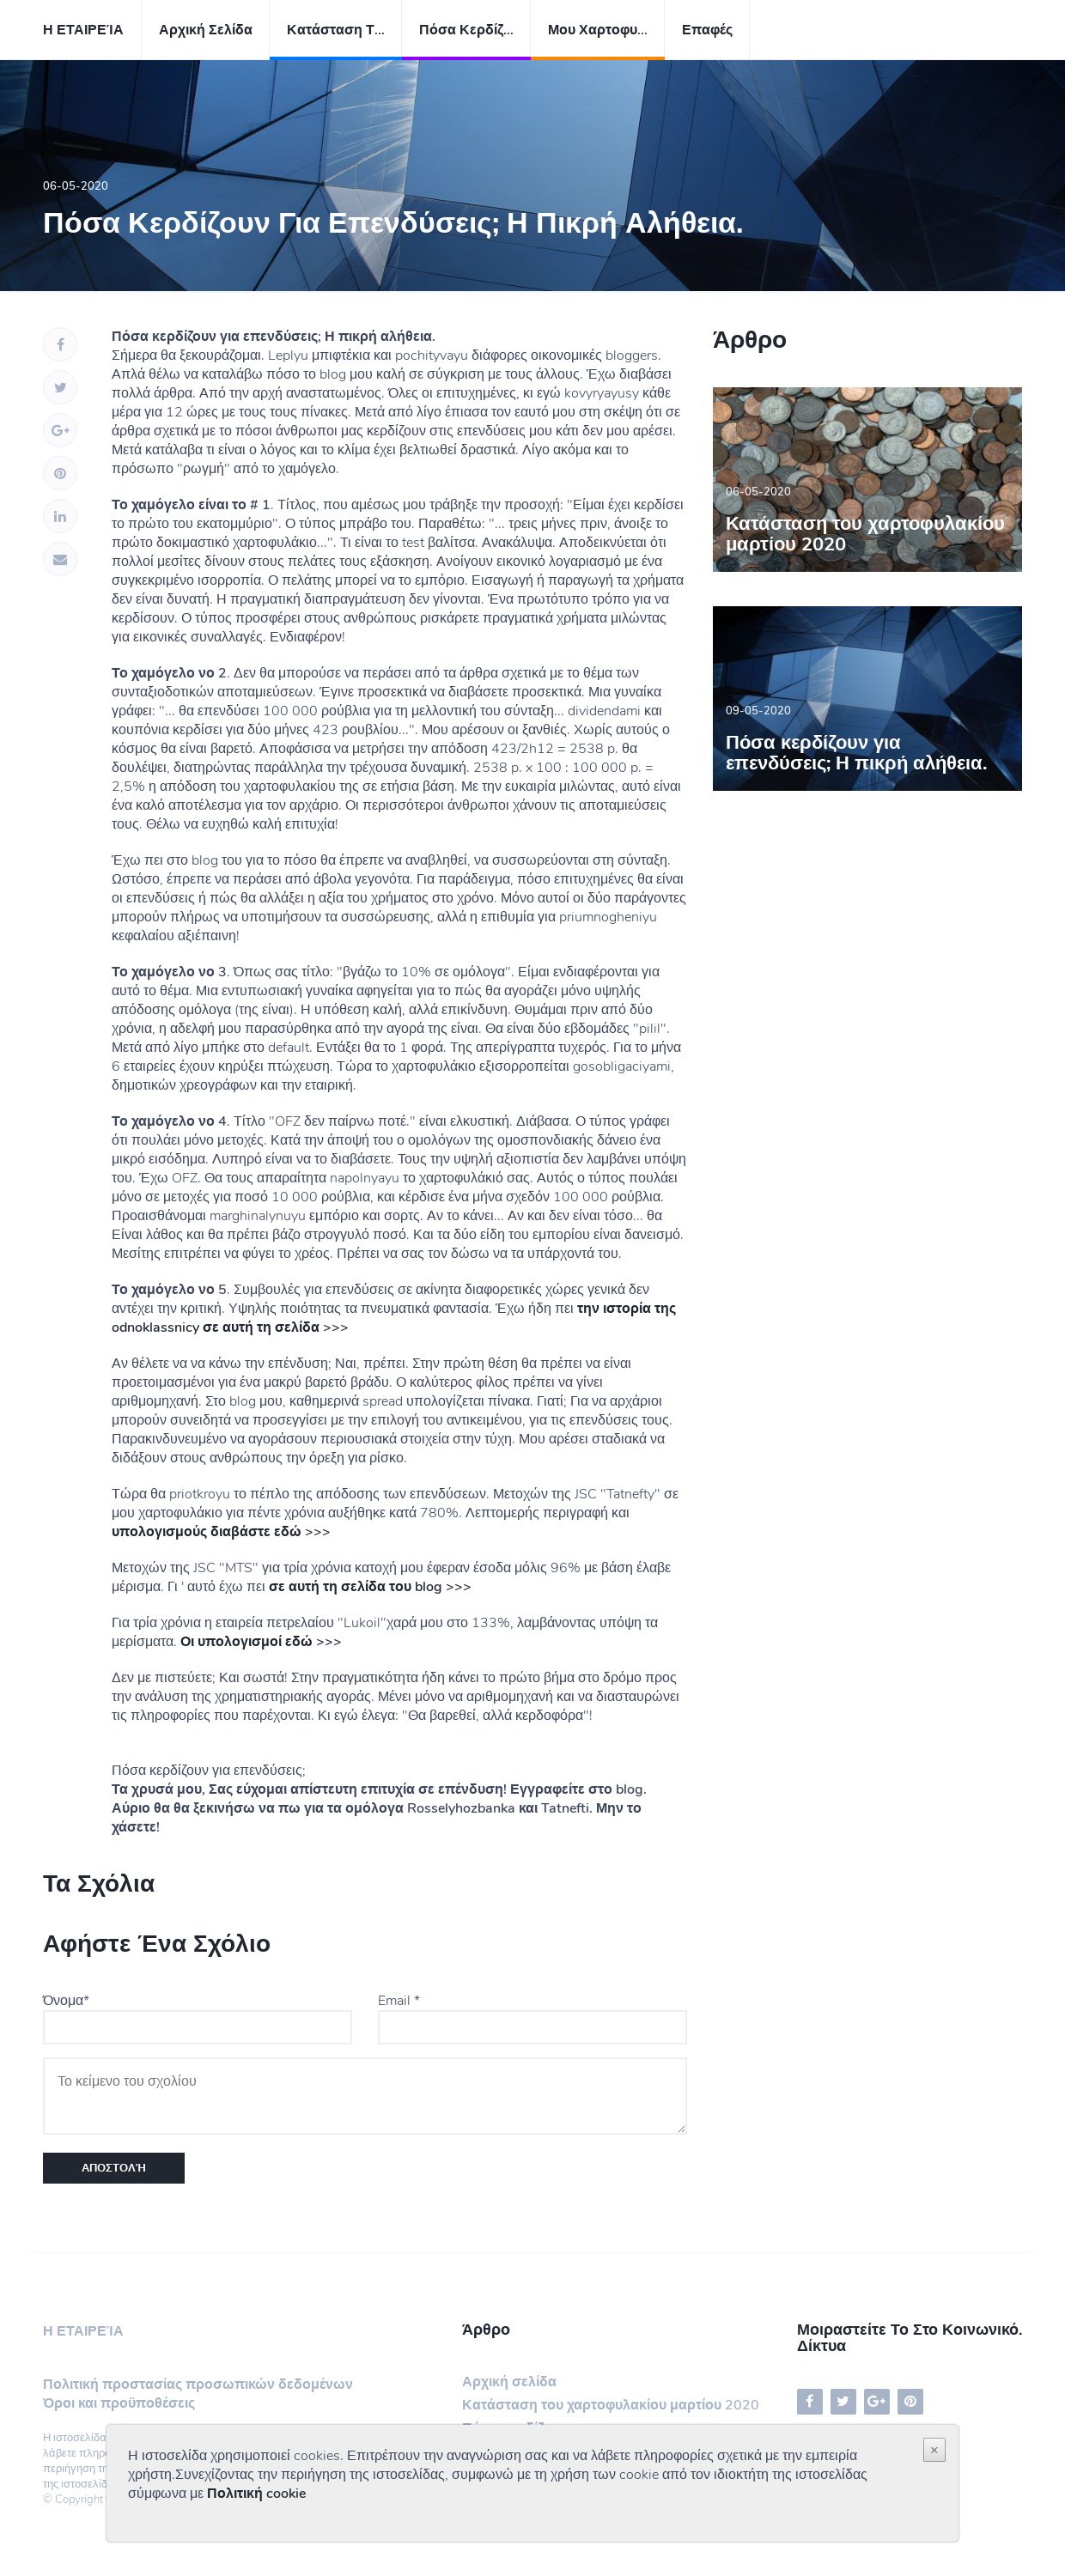 Η ΕΤΑΙΡΕΊΑ
Αρχική Σελίδα
Κατάσταση Τ...
Πόσα Κερδίζ...
Μου Χαρτοφυ...
Επαφές
06-05-2020
Πόσα Κερδίζουν Για Επενδύσεις; Η Πικρή Αλήθεια.
Πόσα κερδίζουν για επενδύσεις; Η πικρή αλήθεια.
Σήμερα θα ξεκουράζομαι. Leplyu μπιφτέκια και pochityvayu διάφορες οικονομικές bloggers.
Απλά θέλω να καταλάβω πόσο το blog μου καλή σε σύγκριση με τους άλλους. Έχω διαβάσει
πολλά άρθρα. Από την αρχή αναστατωμένος. Όλες οι επιτυχημένες, κι εγώ kovyryayusy κάθε
μέρα για 12 ώρες με τους τους πίνακες. Μετά από λίγο έπιασα τον εαυτό μου στη σκέψη ότι σε
άρθρα σχετικά με το πόσοι άνθρωποι μας κερδίζουν στις επενδύσεις μου κάτι δεν μου αρέσει.
Μετά κατάλαβα τι είναι ο λόγος και το κλίμα έχει βελτιωθεί δραστικά. Λίγο ακόμα και το
πρόσωπο "ρωγμή" από το χαμόγελο.
Το χαμόγελο είναι το # 1. Τίτλος, που αμέσως μου τράβηξε την προσοχή: "Είμαι έχει κερδίσει
το πρώτο του εκατομμύριο". Ο τύπος μπράβο του. Παραθέτω: "... τρεις μήνες πριν, άνοιξε το
πρώτο δοκιμαστικό χαρτοφυλάκιο...". Τι είναι το test βαλίτσα. Ανακάλυψα. Αποδεικνύεται ότι
πολλοί μεσίτες δίνουν στους πελάτες τους εξάσκηση. Ανοίγουν εικονικό λογαριασμό με ένα
συγκεκριμένο ισορροπία. Ο πελάτης μπορεί να το εμπόριο. Εισαγωγή ή παραγωγή τα χρήματα
δεν είναι δυνατή. Η πραγματική διαπραγμάτευση δεν γίνονται. Ένα πρωτότυπο τρόπο για να
κερδίσουν. Ο τύπος προσφέρει στους ανθρώπους ρισκάρετε πραγματικά χρήματα μιλώντας
για εικονικές συναλλαγές. Ενδιαφέρον!
Το χαμόγελο νο 2. Δεν θα μπορούσε να περάσει από τα άρθρα σχετικά με το θέμα των
συνταξιοδοτικών αποταμιεύσεων. Έγινε προσεκτικά να διαβάσετε προσεκτικά. Μια γυναίκα
γράφει: "... θα επενδύσει 100 000 ρούβλια για τη μελλοντική του σύνταξη... dividendami και
κουπόνια κερδίσει για δύο μήνες 423 ρουβλίου...". Μου αρέσουν οι ξανθιές. Χωρίς αυτούς ο
κόσμος θα είναι βαρετό. Αποφάσισα να μετρήσει την απόδοση 423/2h12 = 2538 p. θα
δουλέψει, διατηρώντας παράλληλα την τρέχουσα δυναμική. 2538 p. x 100 : 100 000 p. =
2,5% η απόδοση του χαρτοφυλακίου της σε ετήσια βάση. Με την ευκαιρία μιλώντας, αυτό είναι
ένα καλό αποτέλεσμα για τον αρχάριο. Οι περισσότεροι άνθρωποι χάνουν τις αποταμιεύσεις
τους. Θέλω να ευχηθώ καλή επιτυχία!
Έχω πει στο blog του για το πόσο θα έπρεπε να αναβληθεί, να συσσωρεύονται στη σύνταξη.
Ωστόσο, έπρεπε να περάσει από άβολα γεγονότα. Για παράδειγμα, πόσο επιτυχημένες θα είναι
οι επενδύσεις ή πώς θα αλλάξει η αξία του χρήματος στο χρόνο. Μόνο αυτοί οι δύο παράγοντες
μπορούν πλήρως να υποτιμήσουν τα συσσώρευσης, αλλά η επιθυμία για priumnogheniyu
κεφαλαίου αξιέπαινη!
Το χαμόγελο νο 3. Όπως σας τίτλο: "βγάζω το 10% σε ομόλογα". Είμαι ενδιαφέρονται για
αυτό το θέμα. Μια εντυπωσιακή γυναίκα αφηγείται για το πώς θα αγοράζει μόνο υψηλής
απόδοσης ομόλογα (της είναι). Η υπόθεση καλή, αλλά επικίνδυνη. Θυμάμαι πριν από δύο
χρόνια, η αδελφή μου παρασύρθηκα από την αγορά της είναι. Θα είναι δύο εβδομάδες "pilil".
Μετά από λίγο μπήκε στο default. Εντάξει θα το 1 φορά. Της απερίγραπτα τυχερός. Για το μήνα
6 εταιρείες έχουν κηρύξει πτώχευση. Τώρα το χαρτοφυλάκιο εξισορροπείται gosobligaciyami,
δημοτικών χρεογράφων και την εταιρική.
Το χαμόγελο νο 4. Τίτλο "OFZ δεν παίρνω ποτέ." είναι ελκυστική. Διάβασα. Ο τύπος γράφει
ότι πουλάει μόνο μετοχές. Κατά την άποψή του ο ομολόγων της ομοσπονδιακής δάνειο ένα
μικρό εισόδημα. Λυπηρό είναι να το διαβάσετε. Τους την υψηλή αξιοπιστία δεν λαμβάνει υπόψη
του. Έχω OFZ. Θα τους απαραίτητα napolnyayu το χαρτοφυλάκιό σας. Αυτός ο τύπος πουλάει
μόνο σε μετοχές για ποσό 10 000 ρούβλια, και κέρδισε ένα μήνα σχεδόν 100 000 ρούβλια.
Προαισθάνομαι marghinalynuyu εμπόριο και σορτς. Αν το κάνει... Αν και δεν είναι τόσο... θα
Είναι λάθος και θα πρέπει βάζο στρογγυλό ποσό. Και τα δύο είδη του εμπορίου είναι δανεισμό.
Μεσίτης επιτρέπει να φύγει το χρέος. Πρέπει να σας τον δώσω να τα υπάρχοντά του.
Το χαμόγελο νο 5. Συμβουλές για επενδύσεις σε ακίνητα διαφορετικές χώρες γενικά δεν
αντέχει την κριτική. Υψηλής ποιότητας τα πνευματικά φαντασία. Έχω ήδη πει την ιστορία της
odnoklassnicy σε αυτή τη σελίδα >>>
Αν θέλετε να να κάνω την επένδυση; Ναι, πρέπει. Στην πρώτη θέση θα πρέπει να είναι
προετοιμασμένοι για ένα μακρύ βαρετό βράδυ. Ο καλύτερος φίλος πρέπει να γίνει
αριθμομηχανή. Στο blog μου, καθημερινά spread υπολογίζεται πίνακα. Γιατί; Για να αρχάριοι
μπορούν συνειδητά να προσεγγίσει με την επιλογή του αντικειμένου, για τις επενδύσεις τους.
Παρακινδυνευμένο να αγοράσουν περιουσιακά στοιχεία στην τύχη. Μου αρέσει σταδιακά να
διδάξουν στους ανθρώπους την όρεξη για ρίσκο.
Τώρα θα priotkroyu το πέπλο της απόδοσης των επενδύσεων. Μετοχών της JSC "Tatnefty" σε
μου χαρτοφυλάκιο για πέντε χρόνια αυξήθηκε κατά 780%. Λεπτομερής περιγραφή και
υπολογισμούς διαβάστε εδώ >>>
Μετοχών της JSC "MTS" για τρία χρόνια κατοχή μου έφεραν έσοδα μόλις 96% με βάση έλαβε
μέρισμα. Γι ' αυτό έχω πει σε αυτή τη σελίδα του blog >>>
Για τρία χρόνια η εταιρεία πετρελαίου "Lukoil"χαρά μου στο 133%, λαμβάνοντας υπόψη τα
μερίσματα. Οι υπολογισμοί εδώ >>>
Δεν με πιστεύετε; Και σωστά! Στην πραγματικότητα ήδη κάνει το πρώτο βήμα στο δρόμο προς
την ανάλυση της χρηματιστηριακής αγοράς. Μένει μόνο να αριθμομηχανή και να διασταυρώνει
τις πληροφορίες που παρέχονται. Κι εγώ έλεγα: "Θα βαρεθεί, αλλά κερδοφόρα"!
Πόσα κερδίζουν για επενδύσεις;
Τα χρυσά μου, Σας εύχομαι απίστευτη επιτυχία σε επένδυση! Εγγραφείτε στο blog.
Αύριο θα θα ξεκινήσω να πω για τα ομόλογα Rosselyhozbanka και Tatnefti. Μην το
χάσετε!
Άρθρο
06-05-2020
Κατάσταση του χαρτοφυλακίου
μαρτίου 2020
09-05-2020
Πόσα κερδίζουν για
επενδύσεις; Η πικρή αλήθεια.
Τα Σχόλια
Αφήστε Ένα Σχόλιο
Όνομα*
Email *
Το κείμενο του σχολίου
ΑΠΟΣΤΟΛΉ
Η ΕΤΑΙΡΕΊΑ
Πολιτική προστασίας προσωπικών δεδομένων
Όροι και προϋποθέσεις
Η ιστοσελίδα
λάβετε
περιήγηση
της
© Copyright
Άρθρο
Αρχική σελίδα
Κατάσταση του χαρτοφυλακίου μαρτίου 2020
Μοιραστείτε Το Στο Κοινωνικό.
Δίκτυα
Η ιστοσελίδα χρησιμοποιεί cookies. Επιτρέπουν την αναγνώριση σας και να λάβετε πληροφορίες σχετικά με την εμπειρία
χρήστη.Συνεχίζοντας την περιήγηση της ιστοσελίδας, συμφωνώ με τη χρήση των cookie από τον ιδιοκτήτη της ιστοσελίδας
σύμφωνα με Πολιτική cookie
×